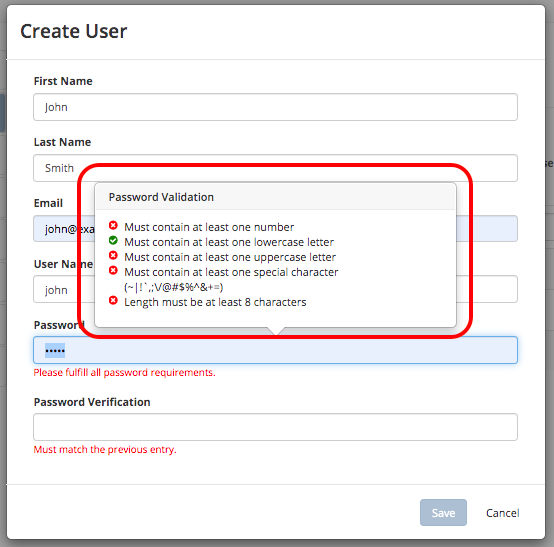 Create User
First Name
John
Last Name
Smith
Email
User Name
john
Password Validation
Must contain at least one number
Must contain at least one lowercase letter
Must contain at least one uppercase letter
Must contain at least one special character
(~|!`,;\/@#$%^&+=)
Length must be at least 8 characters
Password
•••••
Please fulfill all password requirements.
Password Verification
Must match the previous entry.
Save Cancel